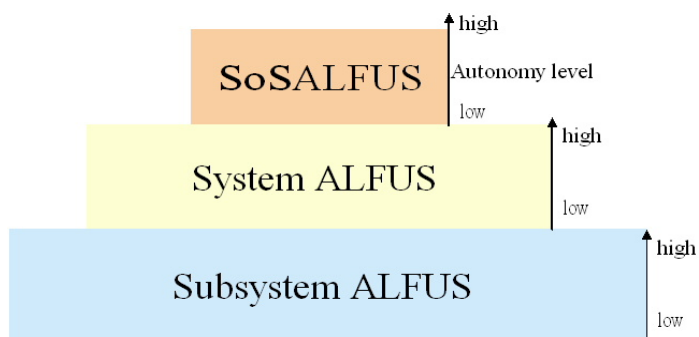 high
SoSALFUS
Autonomy level
low
high
System ALFUS
low
high
Subsystem ALFUS
low